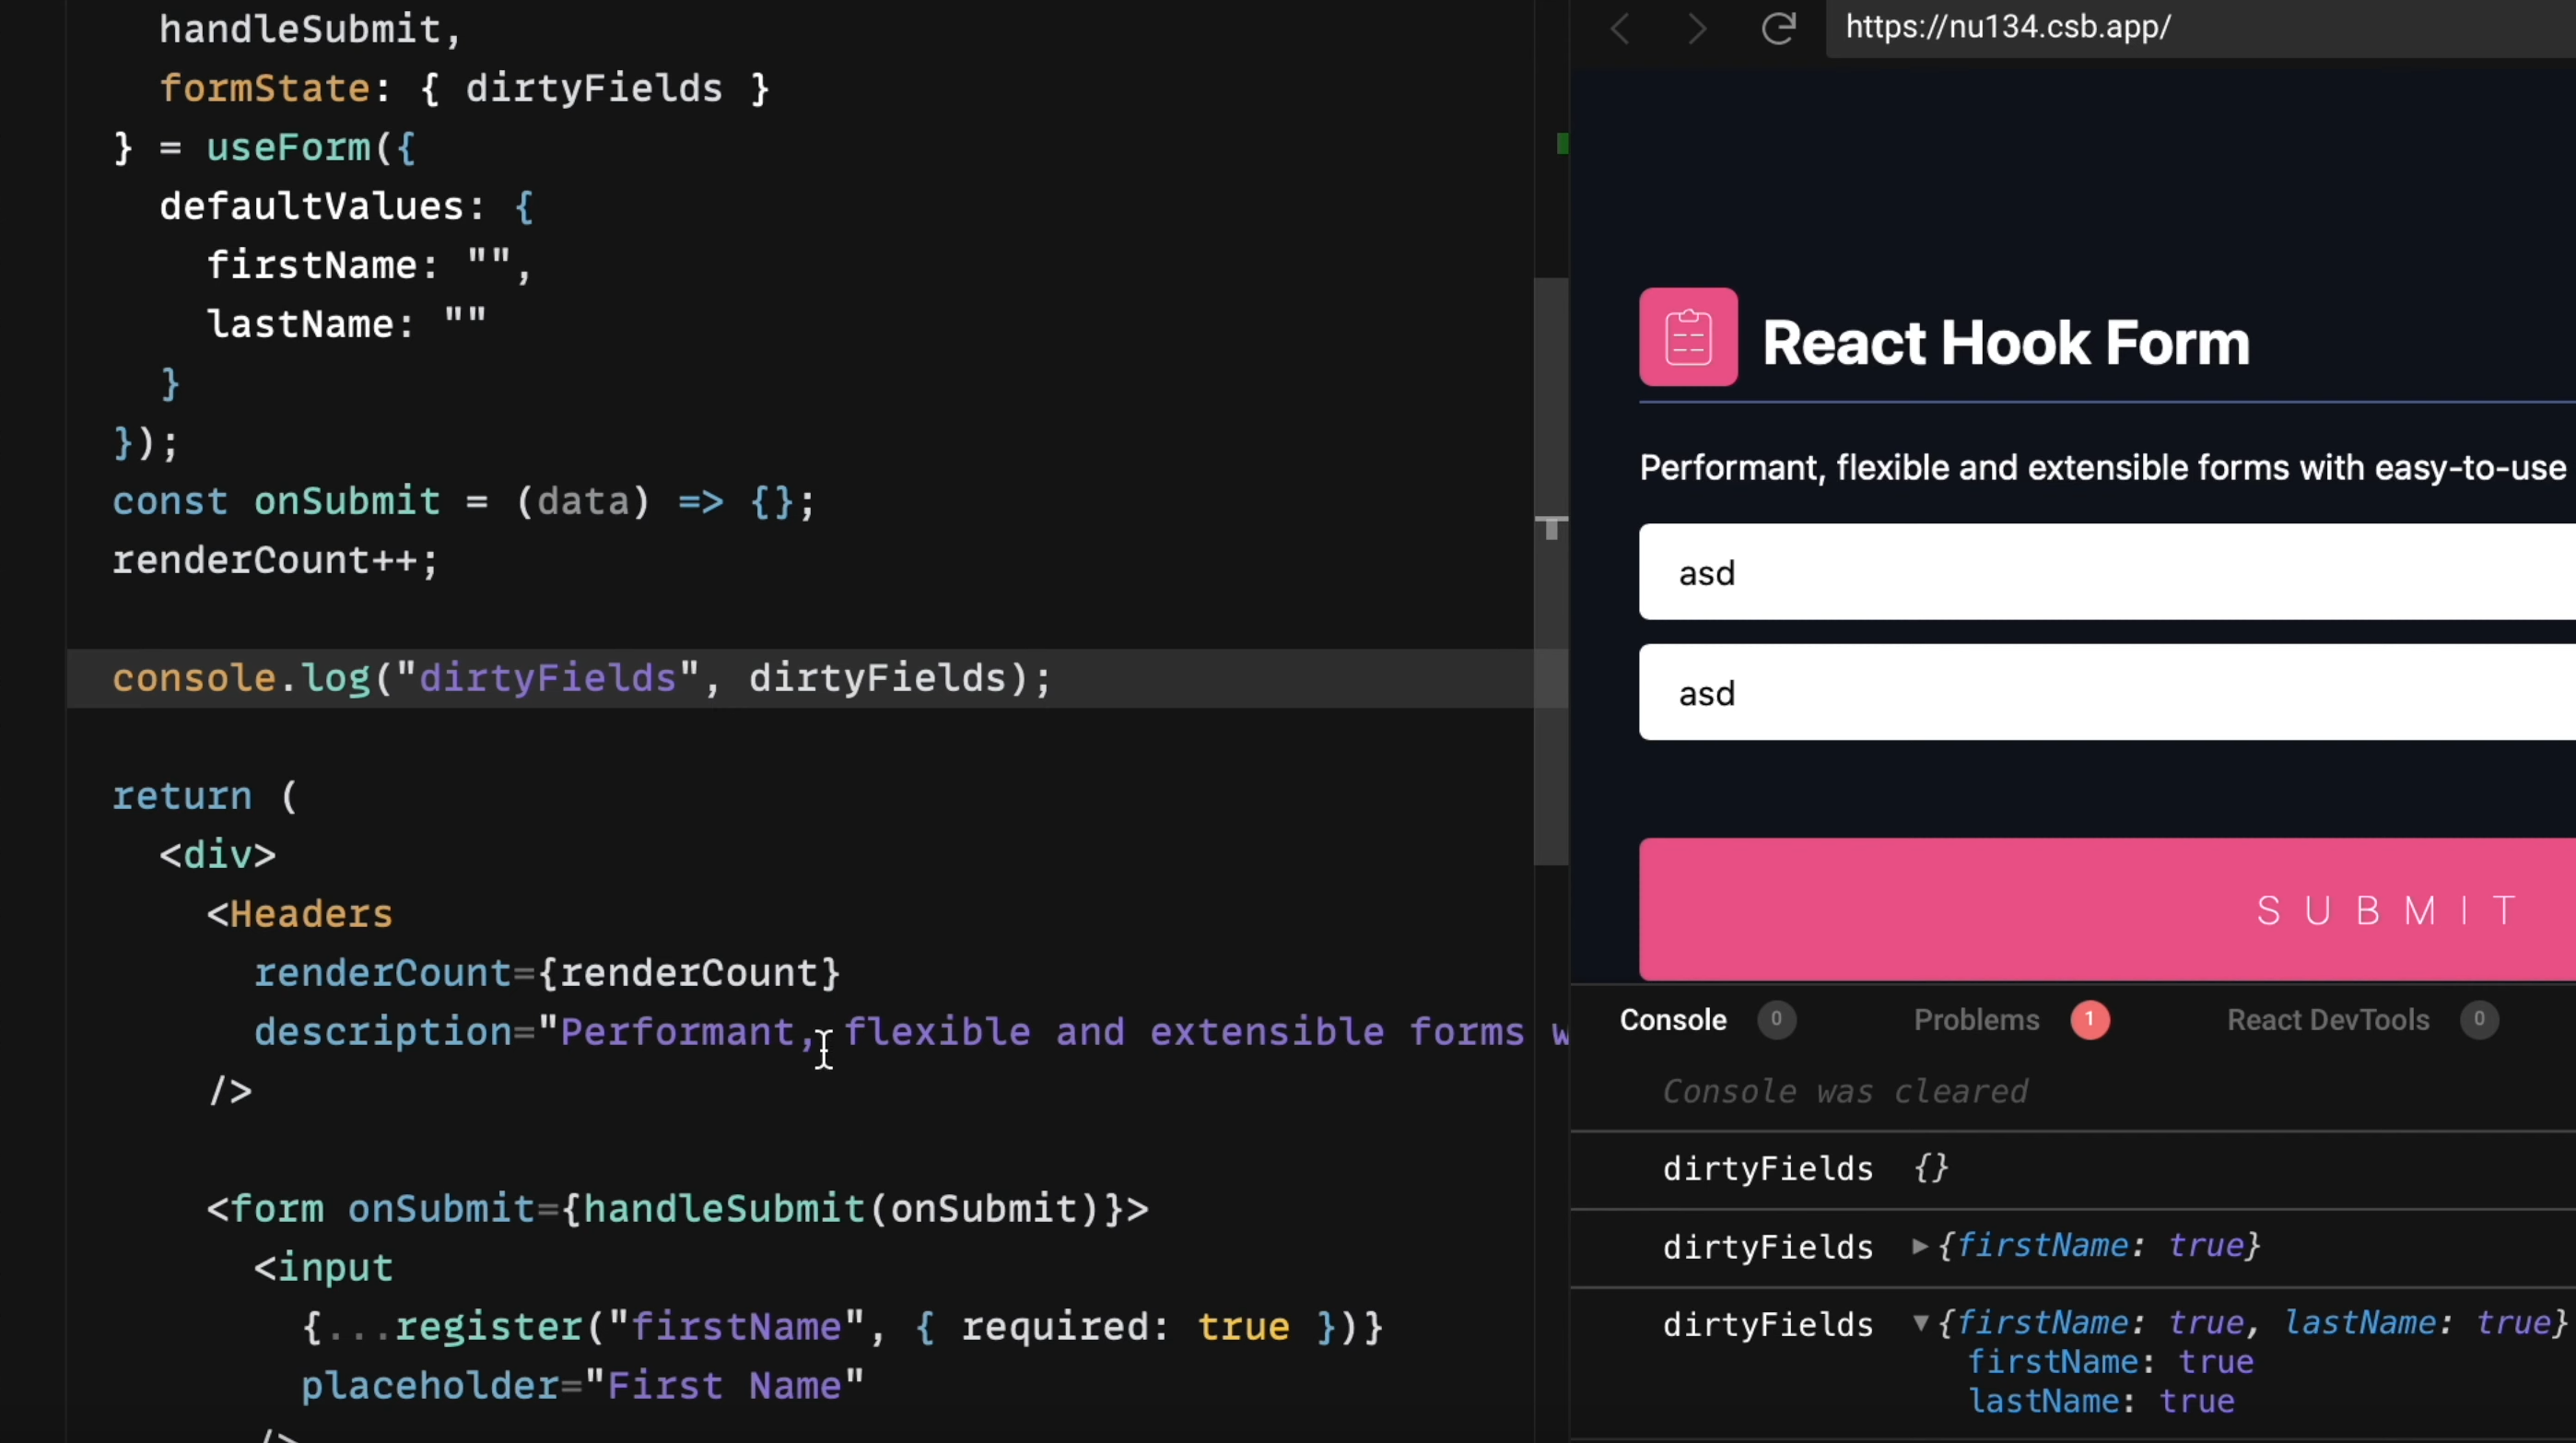 handleSubmit,
formState: { dirtyFields }
} = useForm({
defaultValues: {
firstName: "",
lastName: ""
}
});
const onSubmit = (data) => {};
renderCount++;
console.log("dirtyFields", dirtyFields);
return (
<div>
<Headers
renderCount={renderCount}
description="Performant, flexible and extensible forms w
/>
<form onSubmit={handleSubmit(onSubmit)}>
<input
{...register("firstName", { required: true })}
placeholder="First Name"
/>
https://nu134.csb.app/
React Hook Form
Performant, flexible and extensible forms with easy-to-use
asd
asd
SUBMIT
Console 0 Problems 1 React DevTools 0
Console was cleared
dirtyFields {}
dirtyFields ▶ {firstName: true}
dirtyFields ▼ {firstName: true, lastName: true}
firstName: true
lastName: true